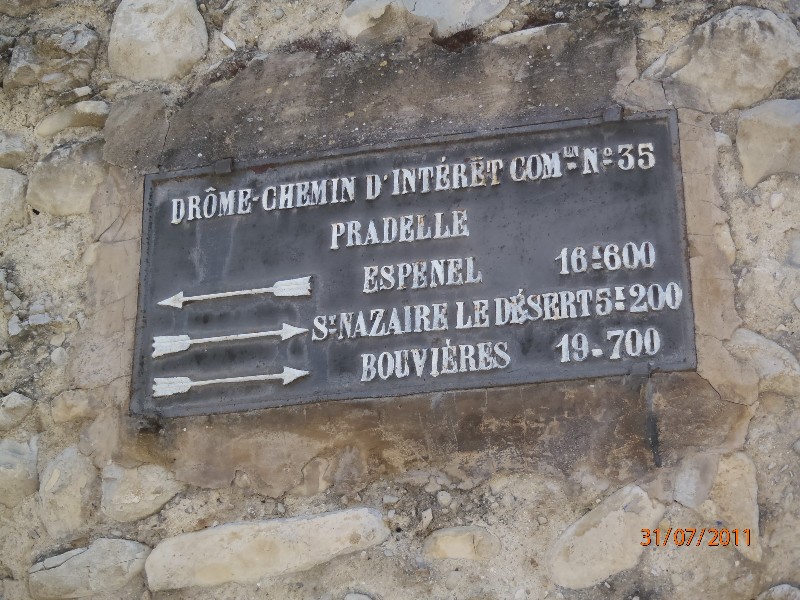 DRÔME-CHEMIN D'INTÉRÊT COMUN No 35
PRADELLE
ESPENEL 16K600
ST NAZAIRE LE DÉSERT 5K200
BOUVIÈRES 19-700
31/07/2011